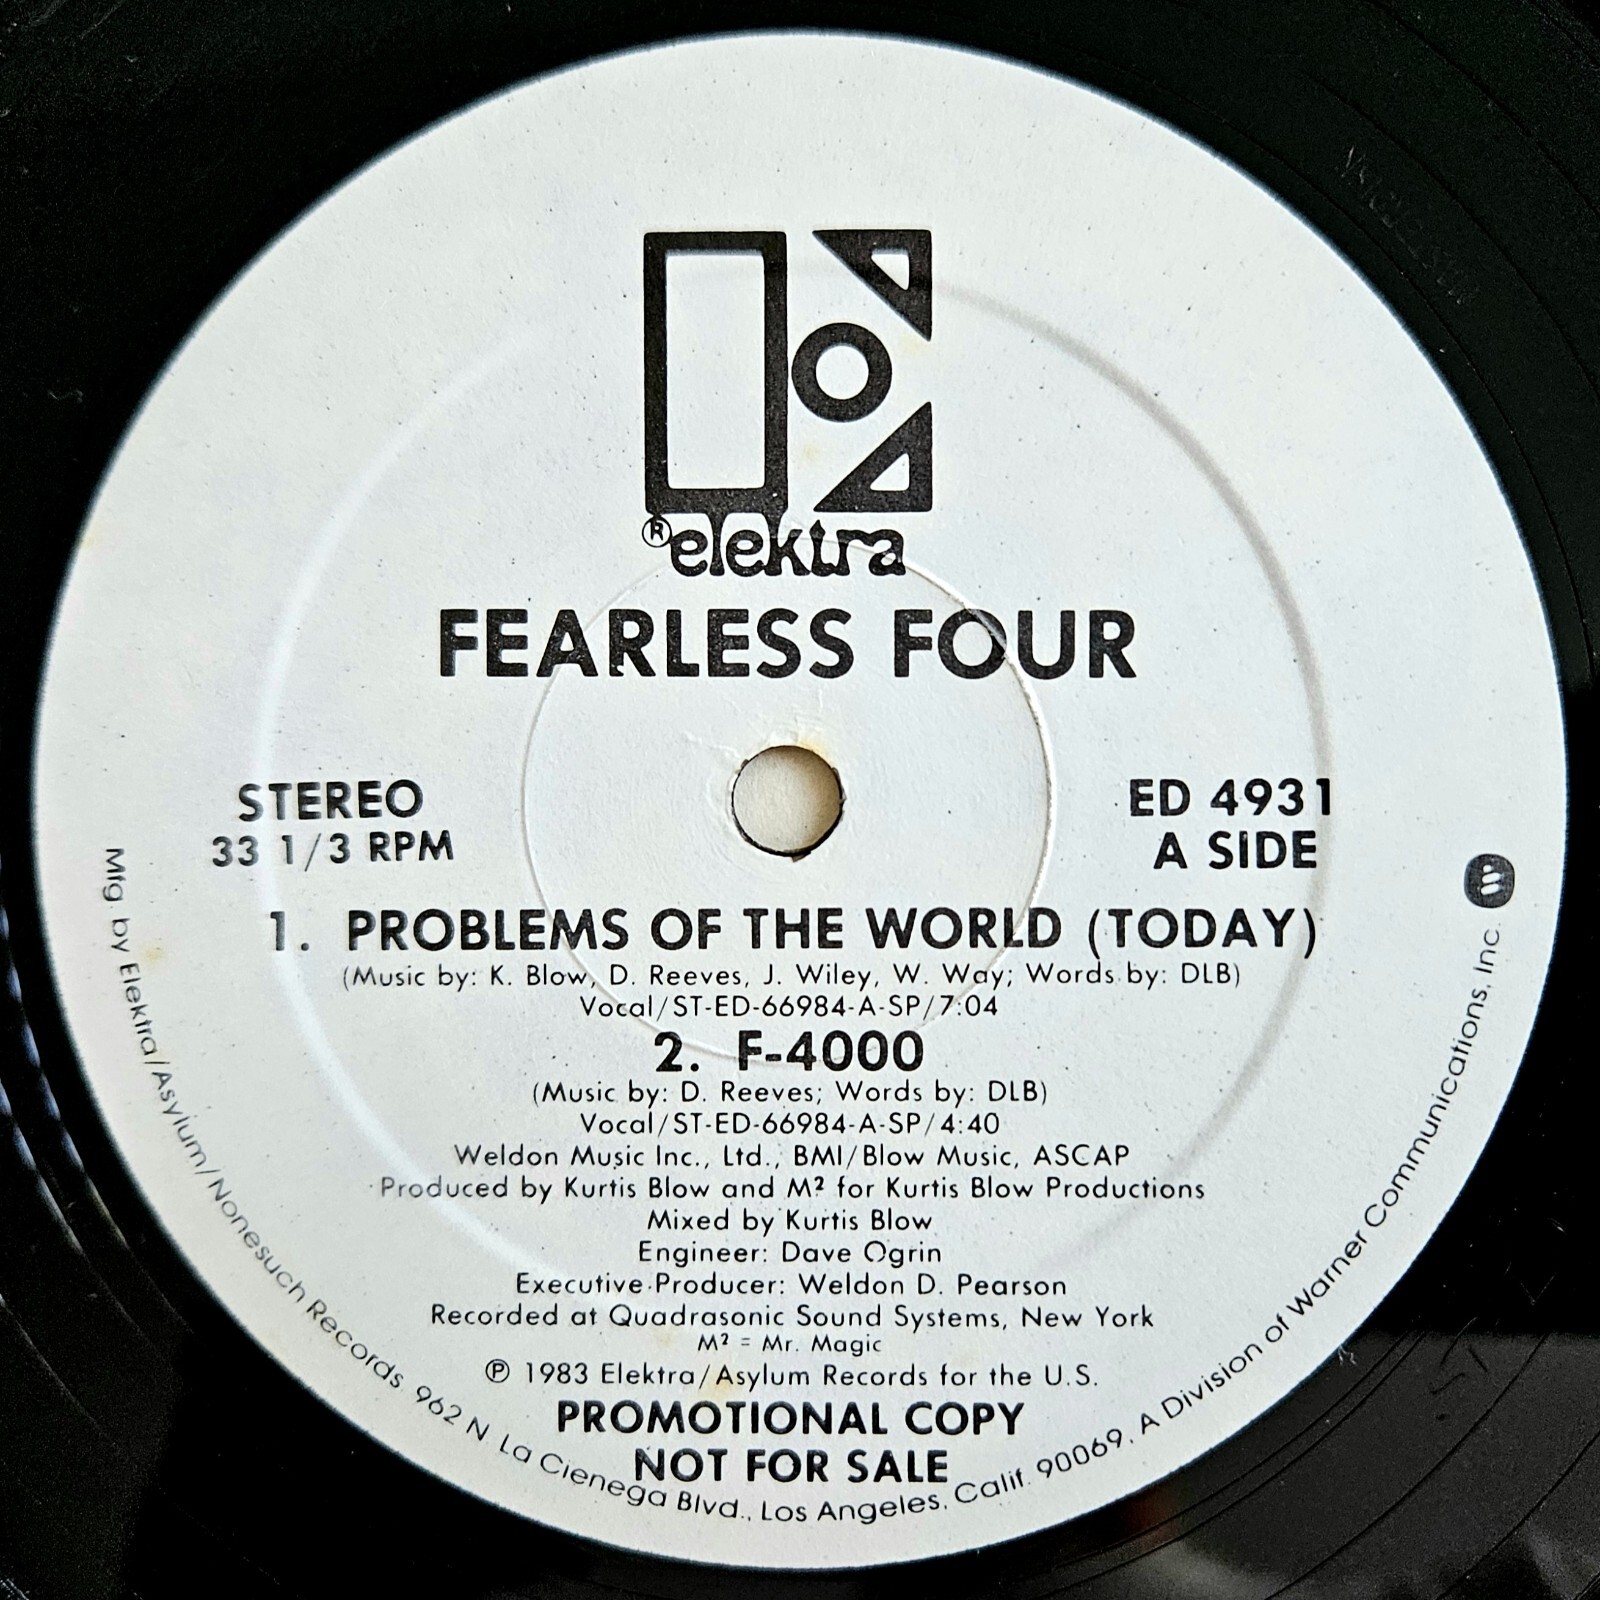 ® elektra
FEARLESS FOUR
STEREO
33 1/3 RPM
ED 4931
A SIDE
1. PROBLEMS OF THE WORLD (TODAY)
(Music by: K. Blow, D. Reeves, J. Wiley, W. Way; Words by: DLB)
Vocal/ST-ED-66984-A-SP/7:04
2. F-4000
(Music by: D. Reeves; Words by: DLB)
Vocal/ST-ED-66984-A-SP/4:40
Weldon Music Inc., Ltd., BMI/Blow Music, ASCAP
Produced by Kurtis Blow and M² for Kurtis Blow Productions
Mixed by Kurtis Blow
Engineer: Dave Ogrin
Executive Producer: Weldon D. Pearson
Recorded at Quadrasonic Sound Systems, New York
M² = Mr. Magic
℗ 1983 Elektra/Asylum Records for the U.S.
PROMOTIONAL COPY
NOT FOR SALE
Mfg. by Elektra/Asylum/Nonesuch Records. 962 N. La Cienega Blvd., Los Angeles, Calif. 90069. A Division of Warner Communications, Inc.